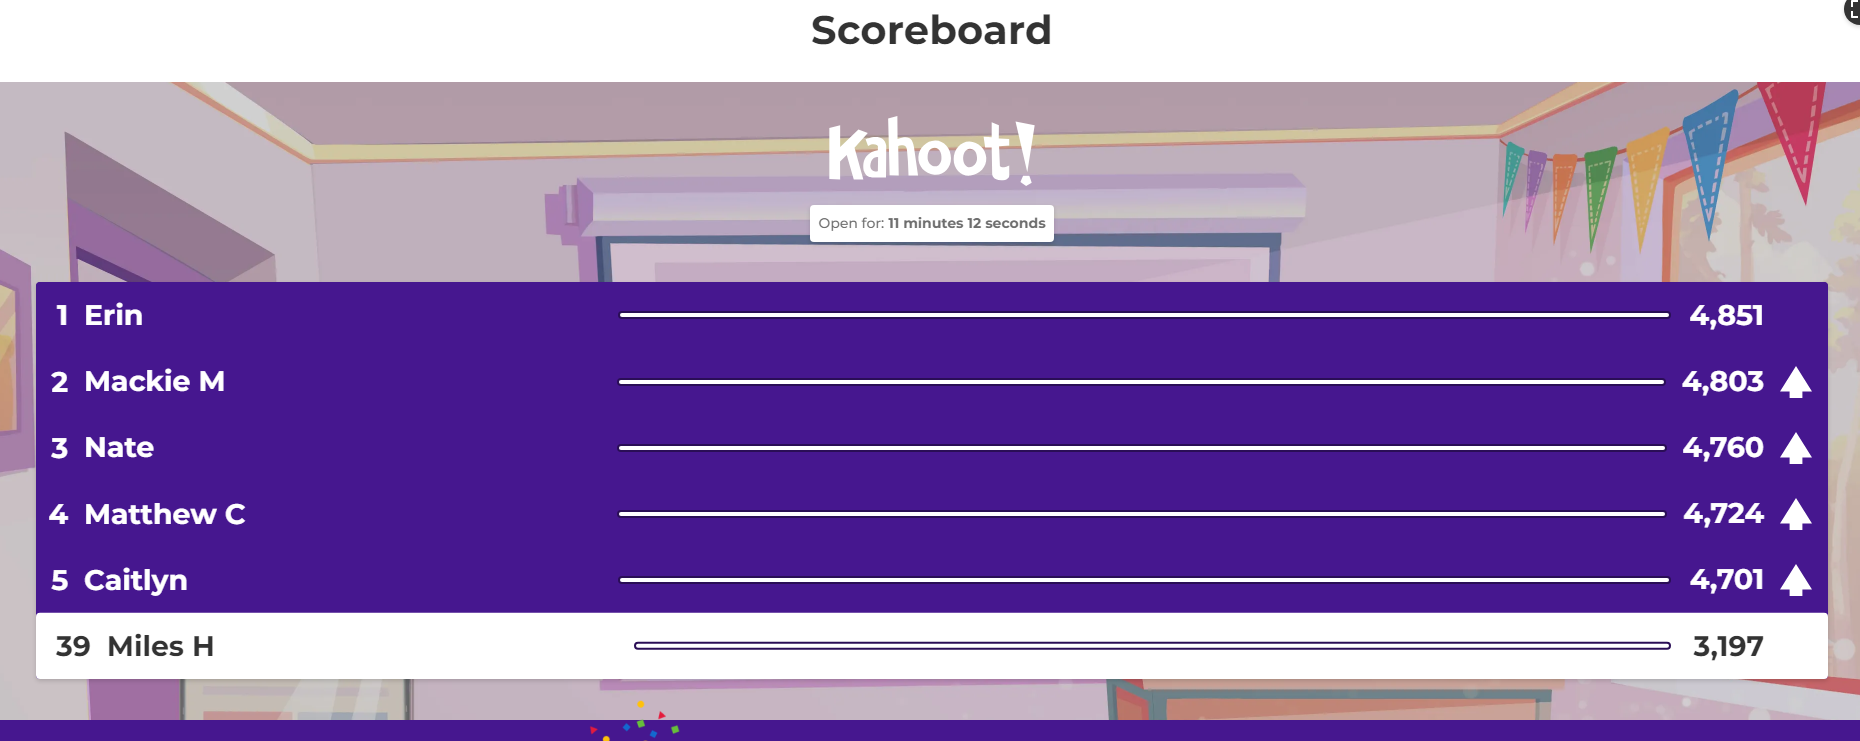 Scoreboard
Kahoot!
Open for: 11 minutes 12 seconds
1 Erin 4,851
2 Mackie M 4,803
3 Nate 4,760
4 Matthew C 4,724
5 Caitlyn 4,701
39 Miles H 3,197